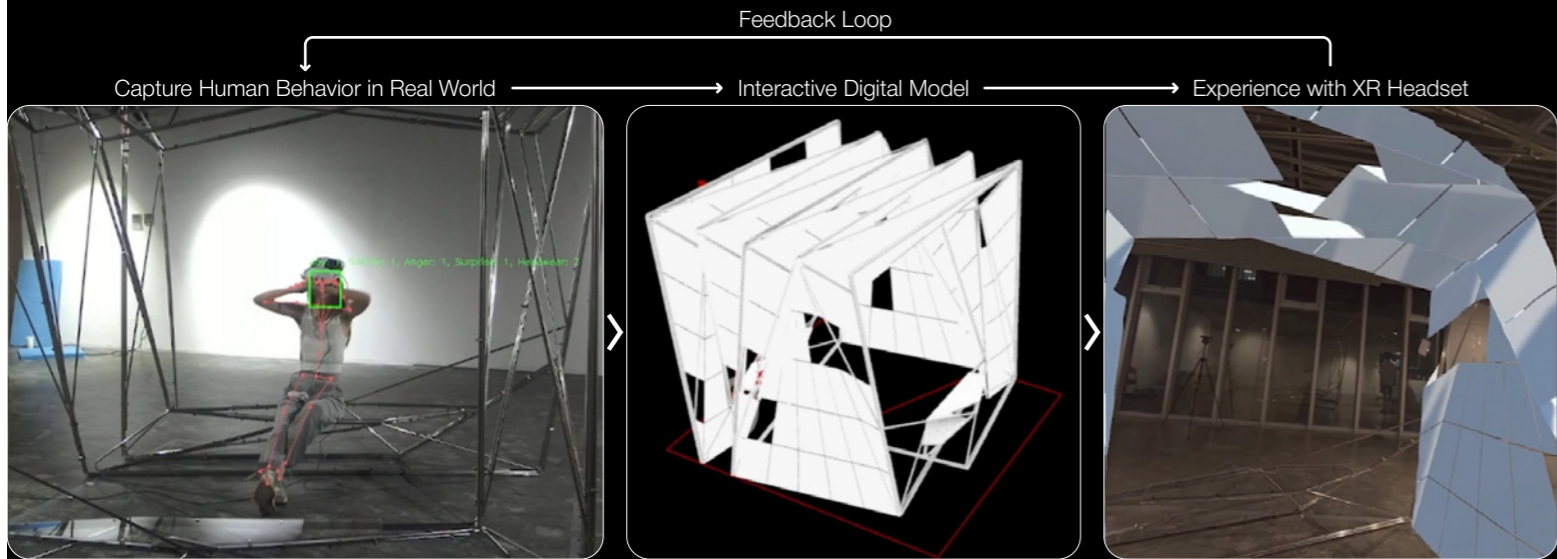 Feedback Loop
Capture Human Behavior in Real World
Interactive Digital Model
Experience with XR Headset
1, Anger: 1, Surprise: 1, Headwear: 2